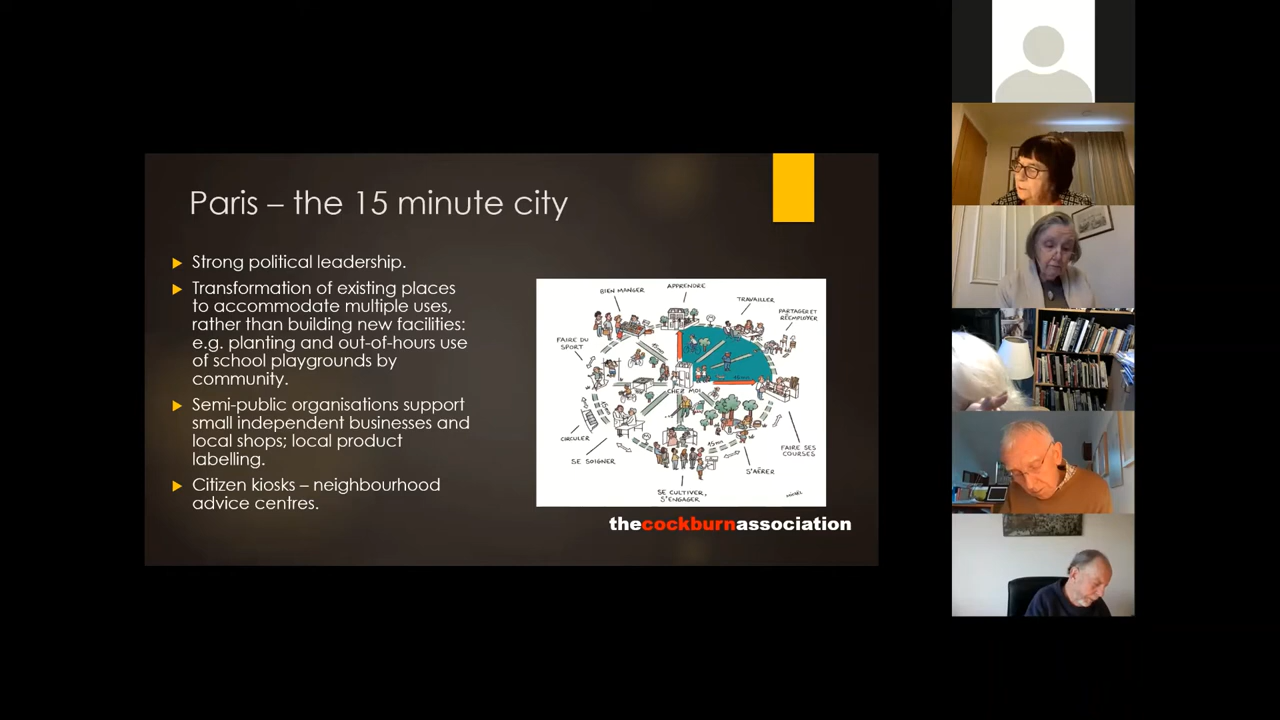 Paris – the 15 minute city
Strong political leadership.
Transformation of existing places
to accommodate multiple uses,
rather than building new facilities:
e.g. planting and out-of-hours use
of school playgrounds by
community.
Semi-public organisations support
small independent businesses and
local shops; local product
labelling.
Citizen kiosks – neighbourhood
advice centres.
BIEN MANGER
APPRENDRE
TRAVAILLER
PARTAGER ET
RÉEMPLOYER
FAIRE DU
SPORT
CHEZ MOI
CIRCULER
SE SOIGNER
15mn
FAIRE SES
COURSES
S'AÉRER
SE CULTIVER,
S'ENGAGER
thecockburnassociation